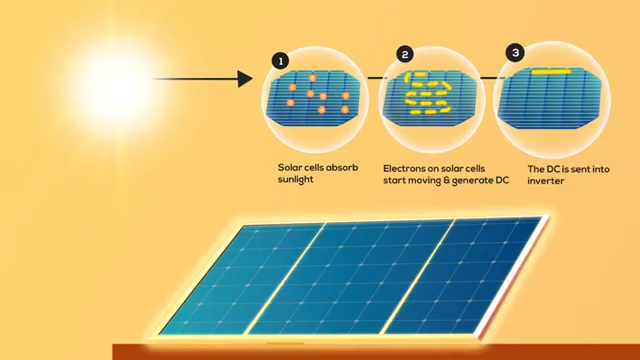 1
2
3
Solar cells absorb
sunlight
Electrons on solar cells
start moving & generate DC
The DC is sent into
inverter